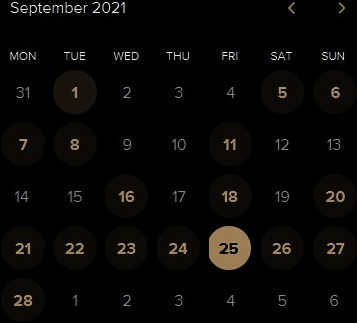 September 2021
MON TUE WED THU FRI SAT SUN
31 1 2 3 4 5 6
7 8 9 10 11 12 13
14 15 16 17 18 19 20
21 22 23 24 25 26 27
28 1 2 3 4 5 6